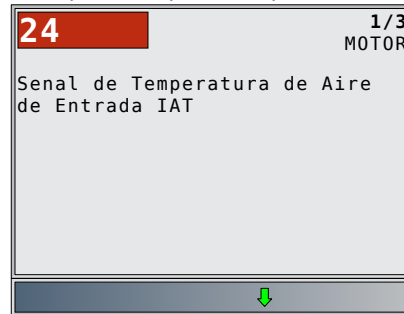 24
1/3
MOTOR
Senal de Temperatura de Aire
de Entrada IAT